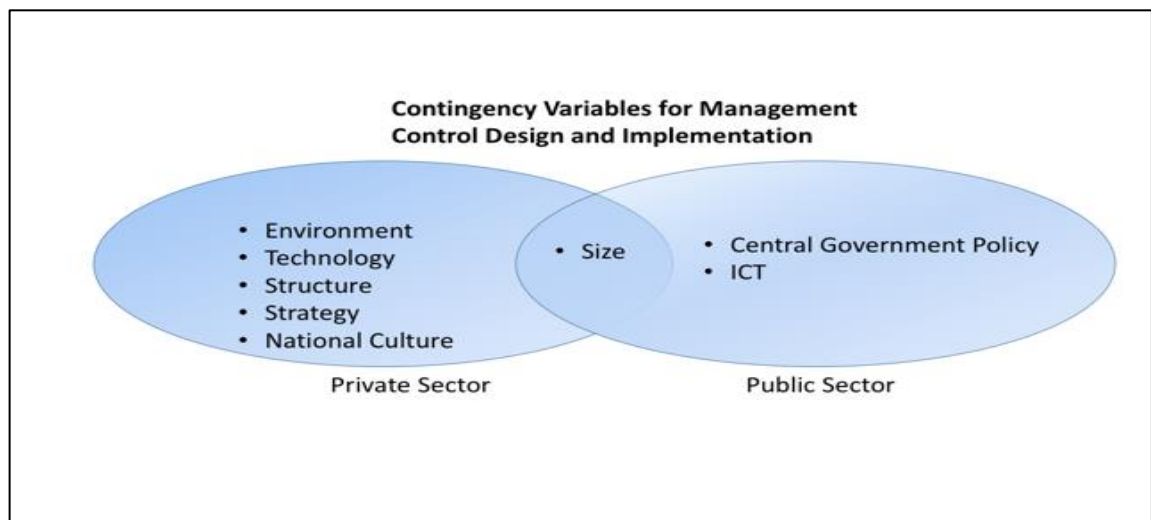 Contingency Variables for Management
Control Design and Implementation
• Environment
• Technology
• Structure
• Strategy
• National Culture
• Size
• Central Government Policy
• ICT
Private Sector
Public Sector